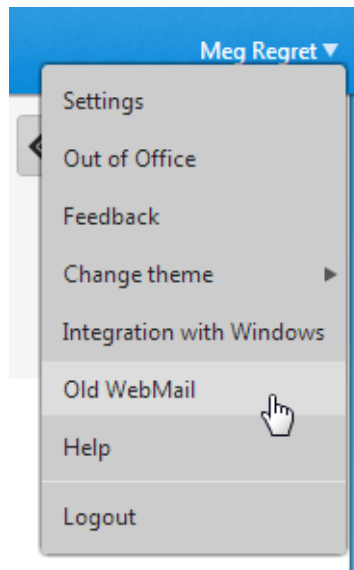 Meg Regret ▼
Settings
Out of Office
Feedback
Change theme ►
Integration with Windows
Old WebMail
Help
Logout